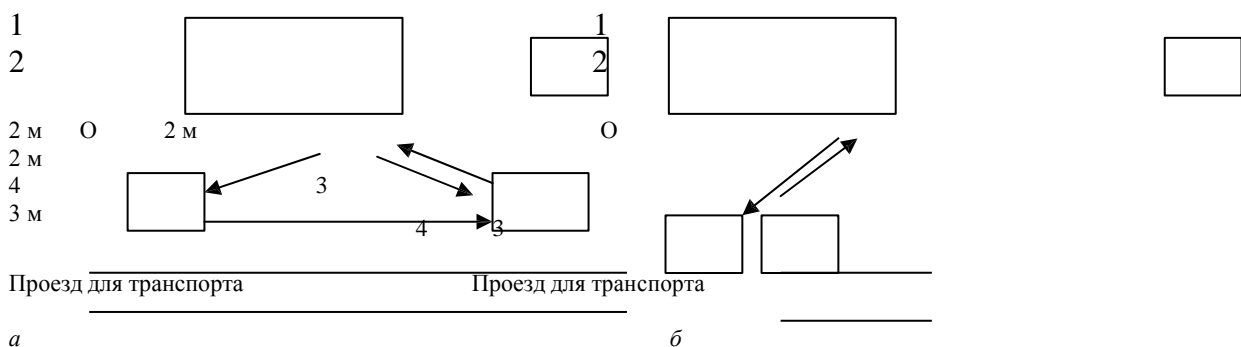 1 1
2 2
2 м О 2 м О
2 м
4 3
3 м 4 3
Проезд для транспорта Проезд для транспорта
а б